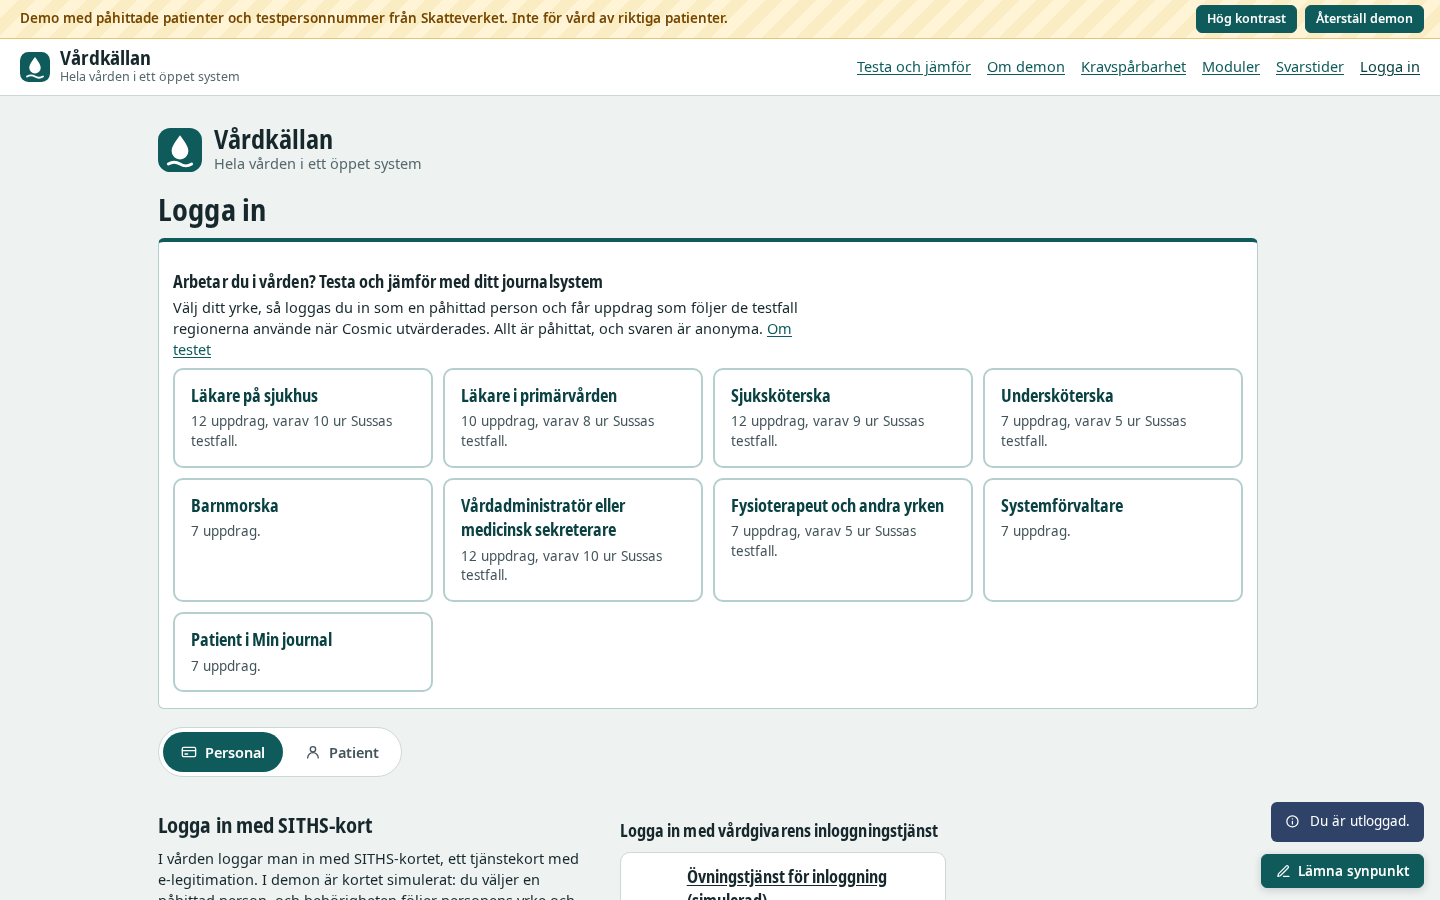 Demo med påhittade patienter och testpersonnummer från Skatteverket. Inte för vård av riktiga patienter.
Hög kontrast
Återställ demon
Vårdkällan
Hela vården i ett öppet system
Testa och jämför
Om demon
Kravspårbarhet
Moduler
Svarstider
Logga in
Vårdkällan
Hela vården i ett öppet system
Logga in
Arbetar du i vården? Testa och jämför med ditt journalsystem
Välj ditt yrke, så loggas du in som en påhittad person och får uppdrag som följer de testfall
regionerna använde när Cosmic utvärderades. Allt är påhittat, och svaren är anonyma. Om
testet
Läkare på sjukhus
12 uppdrag, varav 10 ur Sussas
testfall.
Läkare i primärvården
10 uppdrag, varav 8 ur Sussas
testfall.
Sjuksköterska
12 uppdrag, varav 9 ur Sussas
testfall.
Undersköterska
7 uppdrag, varav 5 ur Sussas
testfall.
Barnmorska
7 uppdrag.
Vårdadministratör eller
medicinsk sekreterare
12 uppdrag, varav 10 ur Sussas
testfall.
Fysioterapeut och andra yrken
7 uppdrag, varav 5 ur Sussas
testfall.
Systemförvaltare
7 uppdrag.
Patient i Min journal
7 uppdrag.
Personal
Patient
Logga in med SITHS-kort
I vården loggar man in med SITHS-kortet, ett tjänstekort med
e-legitimation. I demon är kortet simulerat: du väljer en
påhittad person, och behörigheten följer personens yrke och
Logga in med vårdgivarens inloggningstjänst
Övningstjänst för inloggning
(simulerad)
Du är utloggad.
Lämna synpunkt